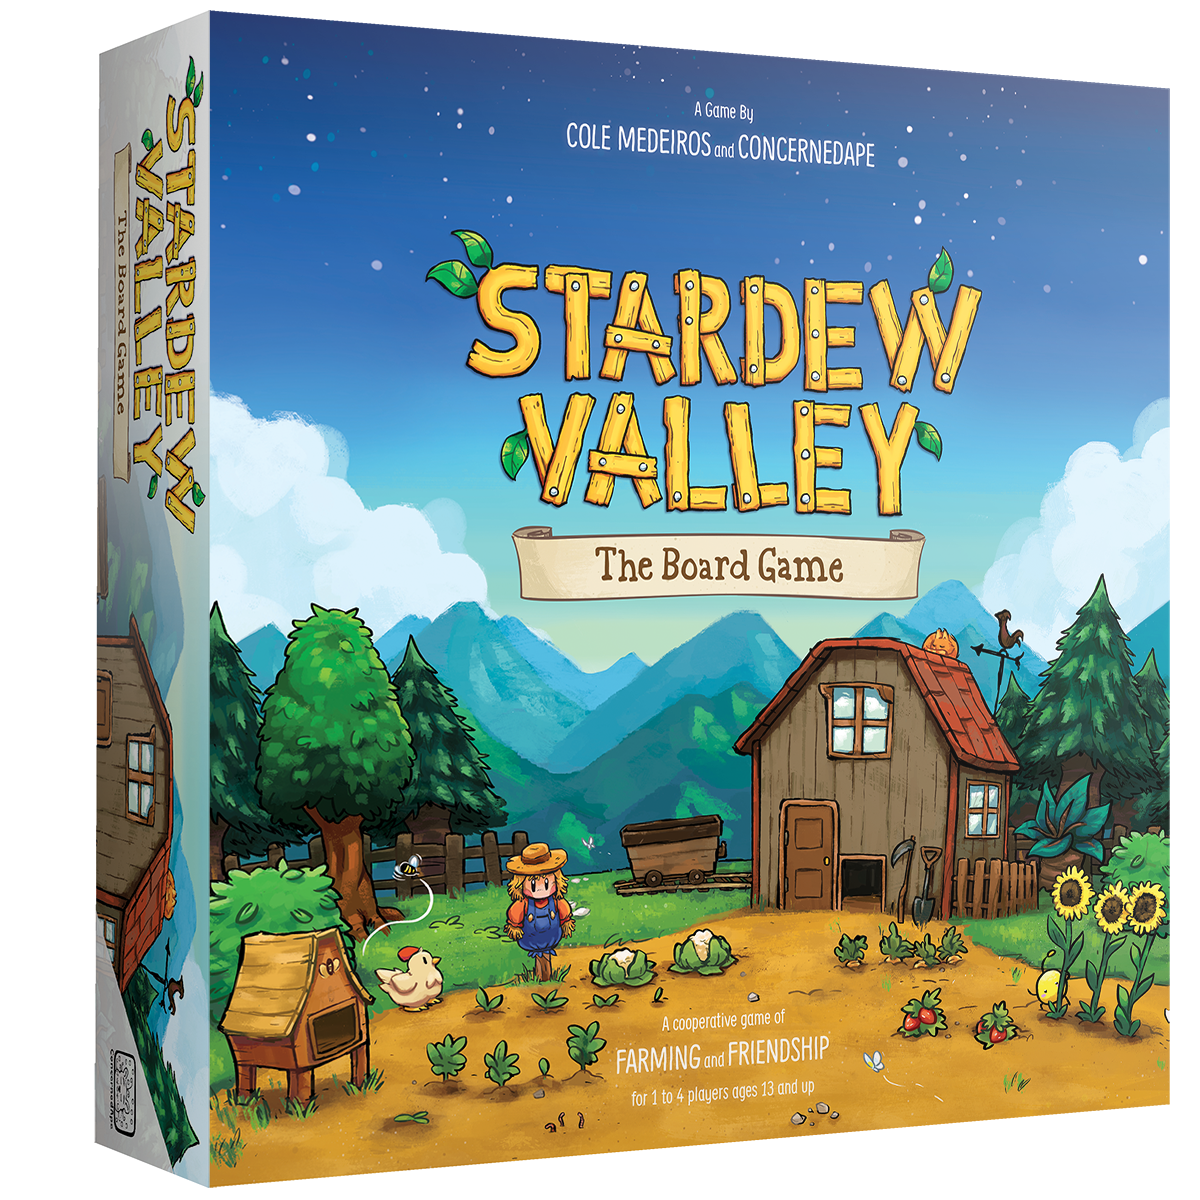 A Game By
COLE MEDEIROS and CONCERNEDAPE
STARDEW
VALLEY
The Board Game
A cooperative game of
FARMING and FRIENDSHIP
for 1 to 4 players ages 13 and up
STARDEW
VALLEY
The Board Game
ConcernedApe